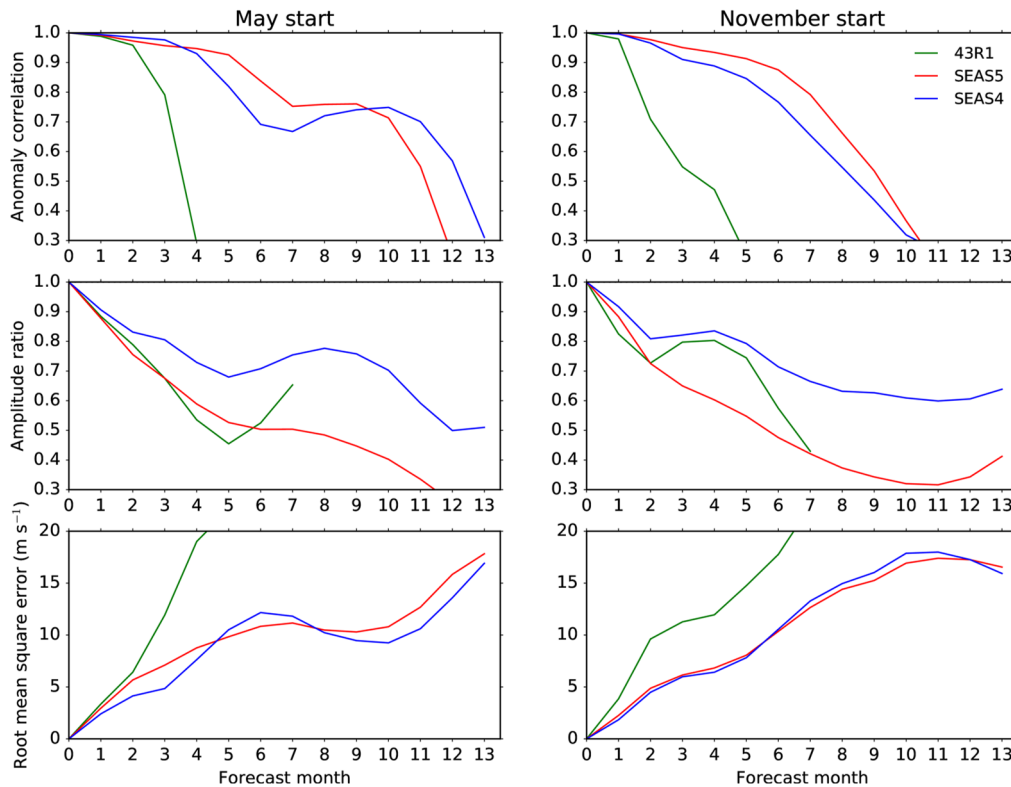 May start
November start
Anomaly correlation
1.0
0.9
0.8
0.7
0.6
0.5
0.4
0.3
0 1 2 3 4 5 6 7 8 9 10 11 12 13
1.0
0.9
0.8
0.7
0.6
0.5
0.4
0.3
0 1 2 3 4 5 6 7 8 9 10 11 12 13
43R1
SEAS5
SEAS4
Amplitude ratio
1.0
0.9
0.8
0.7
0.6
0.5
0.4
0.3
0 1 2 3 4 5 6 7 8 9 10 11 12 13
1.0
0.9
0.8
0.7
0.6
0.5
0.4
0.3
0 1 2 3 4 5 6 7 8 9 10 11 12 13
Root mean square error (m s⁻¹)
20
15
10
5
0
0 1 2 3 4 5 6 7 8 9 10 11 12 13
Forecast month
20
15
10
5
0
0 1 2 3 4 5 6 7 8 9 10 11 12 13
Forecast month